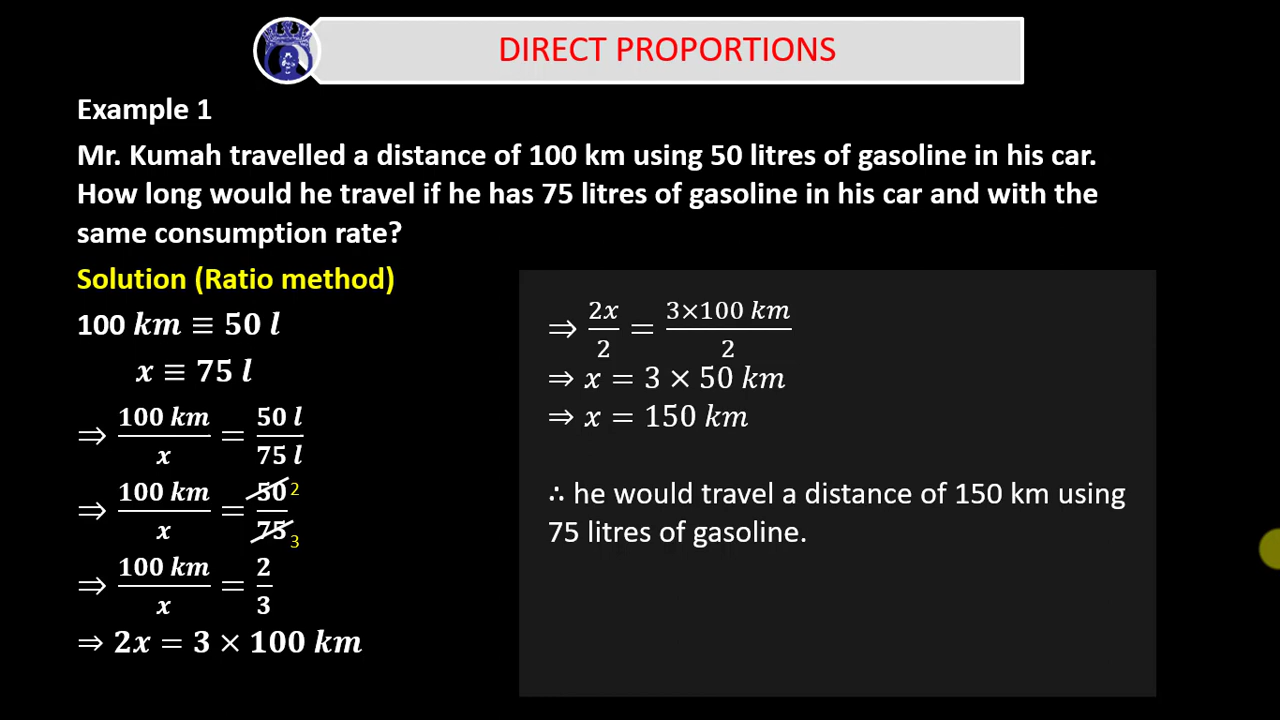 DIRECT PROPORTIONS
Example 1
Mr. Kumah travelled a distance of 100 km using 50 litres of gasoline in his car.
How long would he travel if he has 75 litres of gasoline in his car and with the
same consumption rate?
Solution (Ratio method)
100 km ≡ 50 l
x ≡ 75 l
⇒ 100 km / x = 50 l / 75 l
⇒ 100 km / x = 50 2 / 75 3
⇒ 100 km / x = 2 / 3
⇒ 2x = 3 × 100 km
⇒ 2x / 2 = 3×100 km / 2
⇒ x = 3 × 50 km
⇒ x = 150 km
∴ he would travel a distance of 150 km using
75 litres of gasoline.